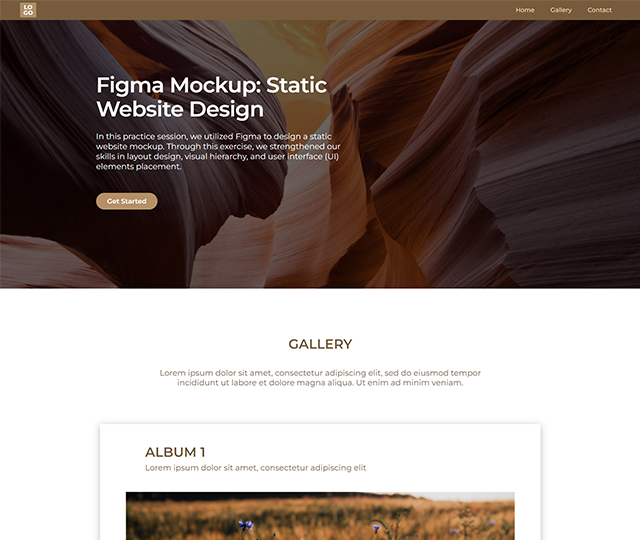 LO
GO
Home Gallery Contact
Figma Mockup: Static
Website Design
In this practice session, we utilized Figma to design a static
website mockup. Through this exercise, we strengthened our
skills in layout design, visual hierarchy, and user interface (UI)
elements placement.
Get Started
GALLERY
Lorem ipsum dolor sit amet, consectetur adipiscing elit, sed do eiusmod tempor
incididunt ut labore et dolore magna aliqua. Ut enim ad minim veniam.
ALBUM 1
Lorem ipsum dolor sit amet, consectetur adipiscing elit